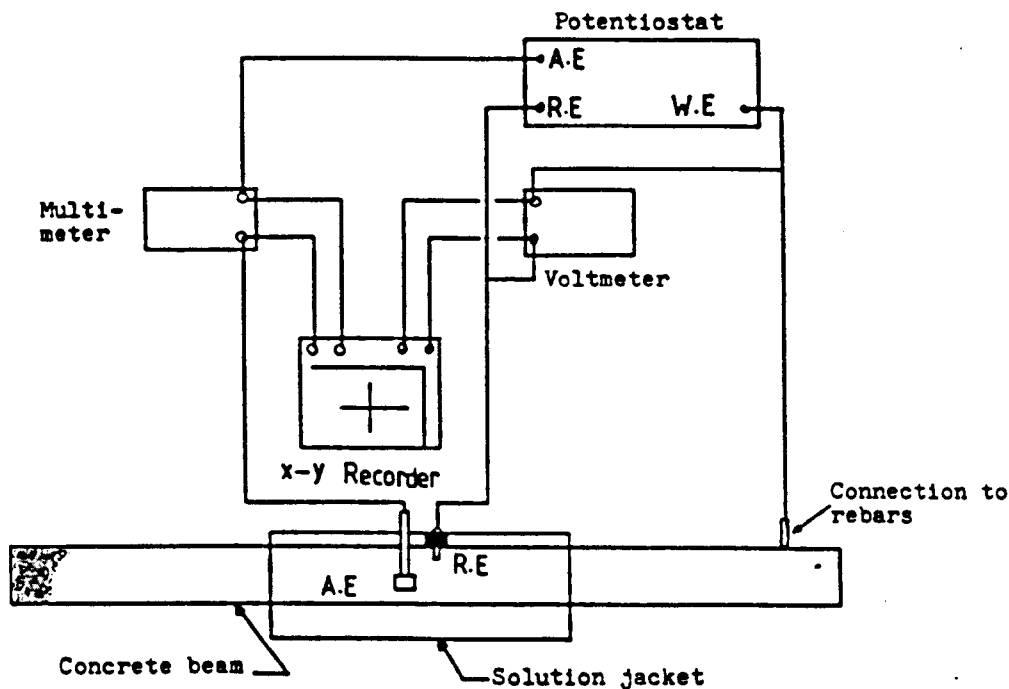 Potentiostat
A.E
R.E
W.E
Multi-
meter
Voltmeter
x-y Recorder
Connection to
rebars
A.E
R.E
Concrete beam
Solution jacket